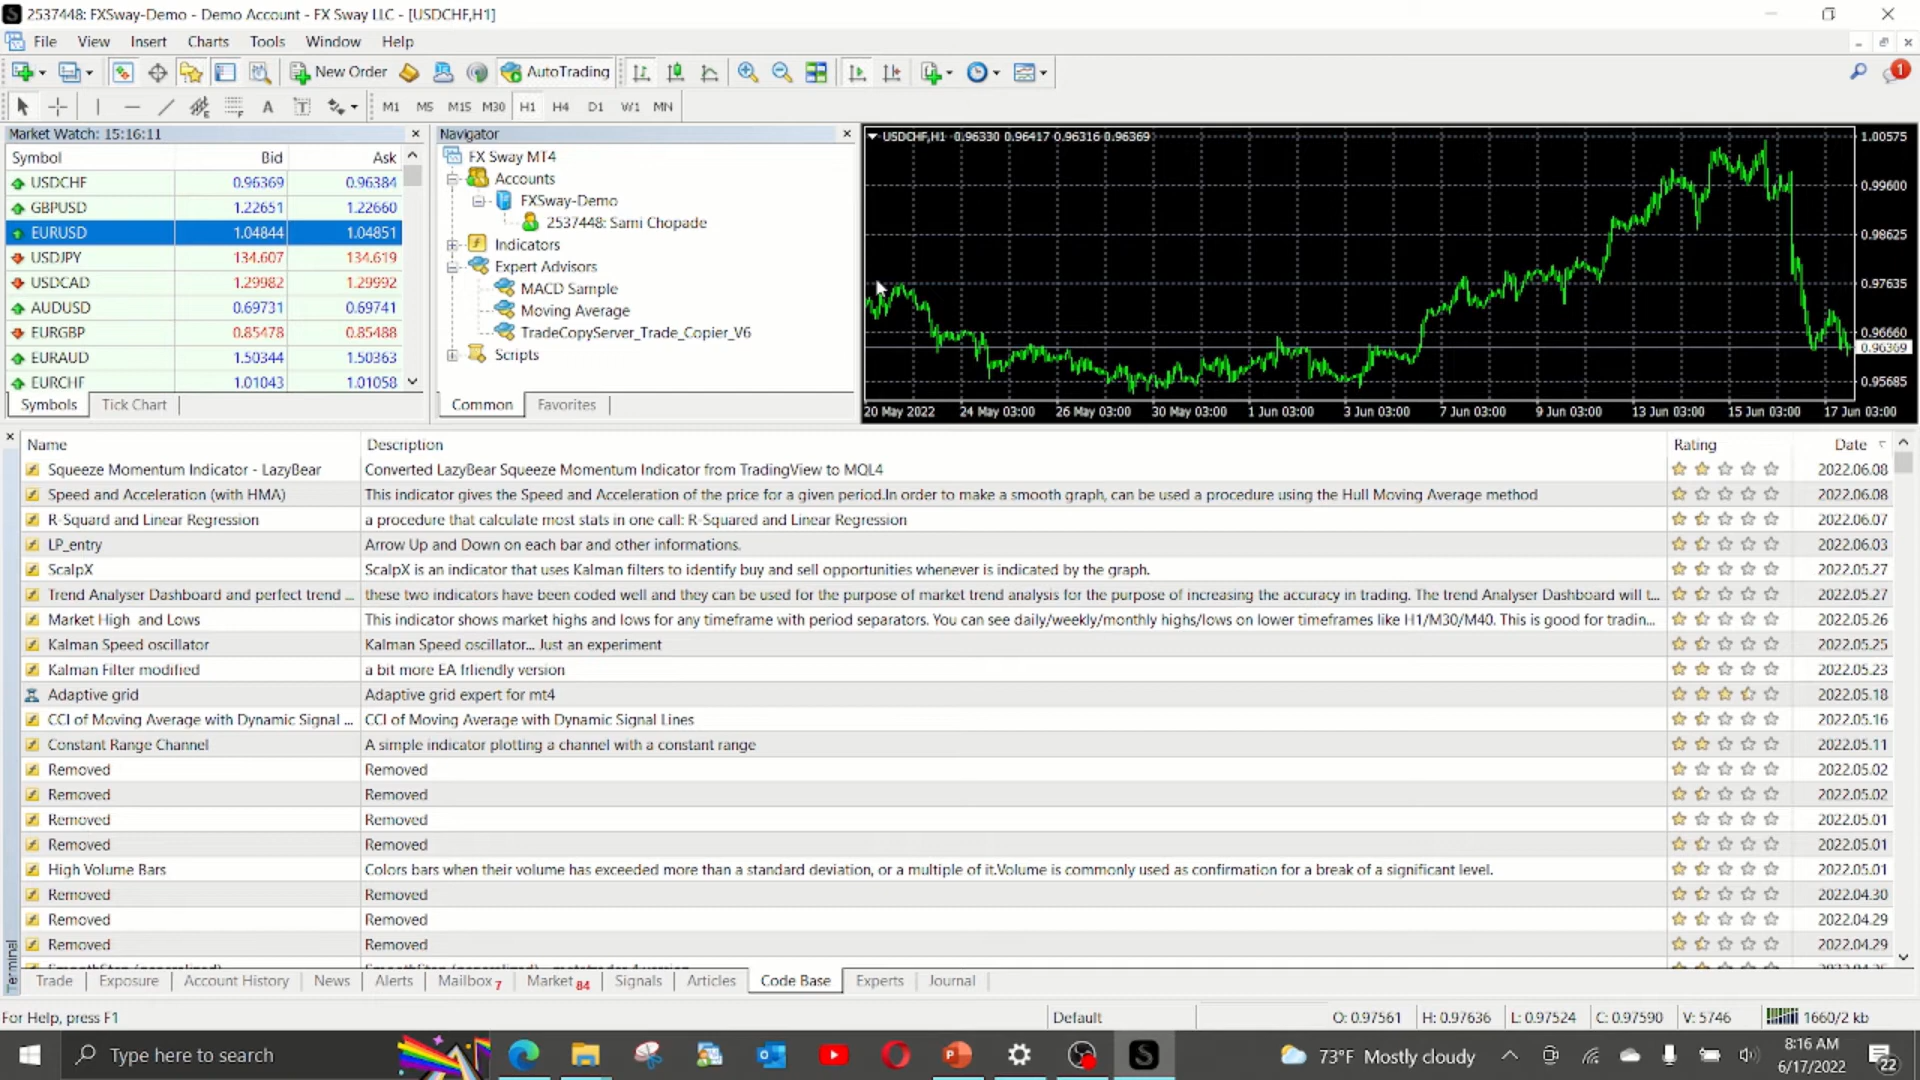 2537448: FXSway-Demo - Demo Account - FX Sway LLC - [USDCHF,H1]
File View Insert Charts Tools Window Help
New Order AutoTrading 1
A T M1 M5 M15 M30 H1 H4 D1 W1 MN
Market Watch: 15:16:11
Symbol Bid Ask
USDCHF 0.96369 0.96384
GBPUSD 1.22651 1.22660
EURUSD 1.04844 1.04851
USDJPY 134.607 134.619
USDCAD 1.29982 1.29992
AUDUSD 0.69731 0.69741
EURGBP 0.85478 0.85488
EURAUD 1.50344 1.50363
EURCHF 1.01043 1.01058
Symbols Tick Chart
Navigator
FX Sway MT4
Accounts
FXSway-Demo
2537448: Sami Chopade
Indicators
Expert Advisors
MACD Sample
Moving Average
TradeCopyServer_Trade_Copier_V6
Scripts
Common Favorites
USDCHF,H1 0.96330 0.96417 0.96316 0.96369
1.00575
0.99600
0.98625
0.97635
0.96660
0.96369
0.95685
20 May 2022 24 May 03:00 26 May 03:00 30 May 03:00 1 Jun 03:00 3 Jun 03:00 7 Jun 03:00 9 Jun 03:00 13 Jun 03:00 15 Jun 03:00 17 Jun 03:00
Name Description Rating Date
Squeeze Momentum Indicator - LazyBear Converted LazyBear Squeeze Momentum Indicator from TradingView to MQL4 2022.06.08
Speed and Acceleration (with HMA) This indicator gives the Speed and Acceleration of the price for a given period.In order to make a smooth graph, can be used a procedure using the Hull Moving Average method 2022.06.08
R-Squard and Linear Regression a procedure that calculate most stats in one call: R-Squared and Linear Regression 2022.06.07
LP_entry Arrow Up and Down on each bar and other informations. 2022.06.03
ScalpX ScalpX is an indicator that uses Kalman filters to identify buy and sell opportunities whenever is indicated by the graph. 2022.05.27
Trend Analyser Dashboard and perfect trend ... these two indicators have been coded well and they can be used for the purpose of market trend analysis for the purpose of increasing the accuracy in trading. The trend Analyser Dashboard will t... 2022.05.27
Market High and Lows This indicator shows market highs and lows for any timeframe with period separators. You can see daily/weekly/monthly highs/lows on lower timeframes like H1/M30/M40. This is good for tradin... 2022.05.26
Kalman Speed oscillator Kalman Speed oscillator... Just an experiment 2022.05.25
Kalman Filter modified a bit more EA frIiendly version 2022.05.23
Adaptive grid Adaptive grid expert for mt4 2022.05.18
CCI of Moving Average with Dynamic Signal ... CCI of Moving Average with Dynamic Signal Lines 2022.05.16
Constant Range Channel A simple indicator plotting a channel with a constant range 2022.05.11
Removed Removed 2022.05.02
Removed Removed 2022.05.02
Removed Removed 2022.05.01
Removed Removed 2022.05.01
High Volume Bars Colors bars when their volume has exceeded more than a standard deviation, or a multiple of it.Volume is commonly used as confirmation for a break of a significant level. 2022.05.01
Removed Removed 2022.04.30
Removed Removed 2022.04.29
Removed Removed 2022.04.29
Terminal
Trade Exposure Account History News Alerts Mailbox 7 Market 84 Signals Articles Code Base Experts Journal
For Help, press F1 Default O: 0.97561 H: 0.97636 L: 0.97524 C: 0.97590 V: 5746 1660/2 kb
Type here to search 73°F Mostly cloudy 8:16 AM
6/17/2022 22